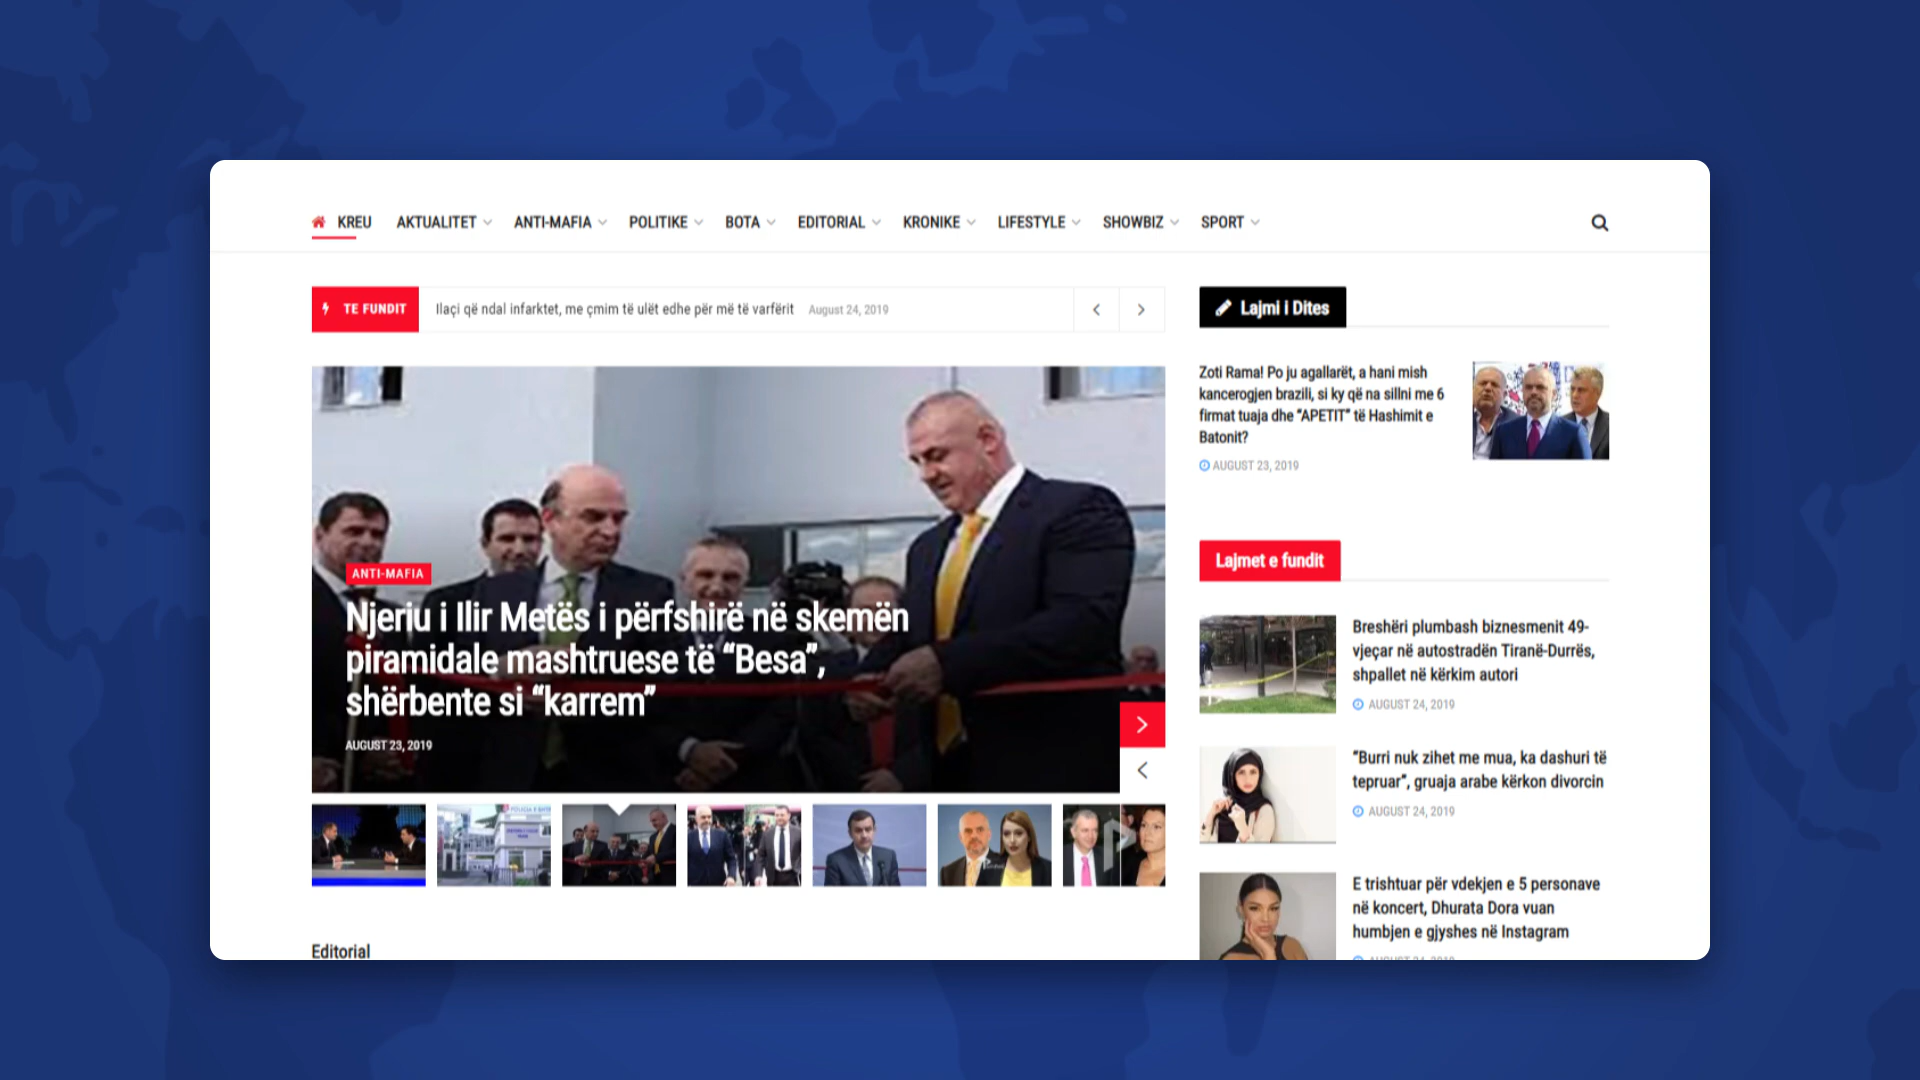 KREU AKTUALITET ANTI-MAFIA POLITIKE BOTA EDITORIAL KRONIKE LIFESTYLE SHOWBIZ SPORT
TE FUNDIT
Ilaçi që ndal infarktet, me çmim të ulët edhe për më të varfërit August 24, 2019
ANTI-MAFIA
Njeriu i Ilir Metës i përfshirë në skemën
piramidale mashtruese të “Besa”,
shërbente si “karrem”
AUGUST 23, 2019
Editorial
Lajmi i Dites
Zoti Rama! Po ju agallarët, a hani mish
kancerogjen brazili, si ky që na sillni me 6
firmat tuaja dhe “APETIT” të Hashimit e
Batonit?
AUGUST 23, 2019
Lajmet e fundit
Breshëri plumbash biznesmenit 49-
vjeçar në autostradën Tiranë-Durrës,
shpallet në kërkim autori
AUGUST 24, 2019
“Burri nuk zihet me mua, ka dashuri të
tepruar”, gruaja arabe kërkon divorcin
AUGUST 24, 2019
E trishtuar për vdekjen e 5 personave
në koncert, Dhurata Dora vuan
humbjen e gjyshes në Instagram
AUGUST 24, 2019